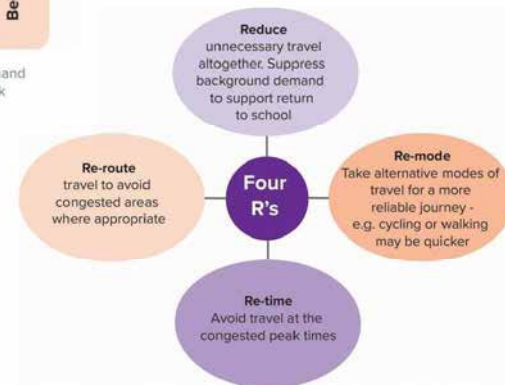 Be
and
k
Reduce
unnecessary travel
altogether. Suppress
background demand
to support return
to school
Re-route
travel to avoid
congested areas
where appropriate
Four
R's
Re-mode
Take alternative modes of
travel for a more
reliable journey -
e.g. cycling or walking
may be quicker
Re-time
Avoid travel at the
congested peak times